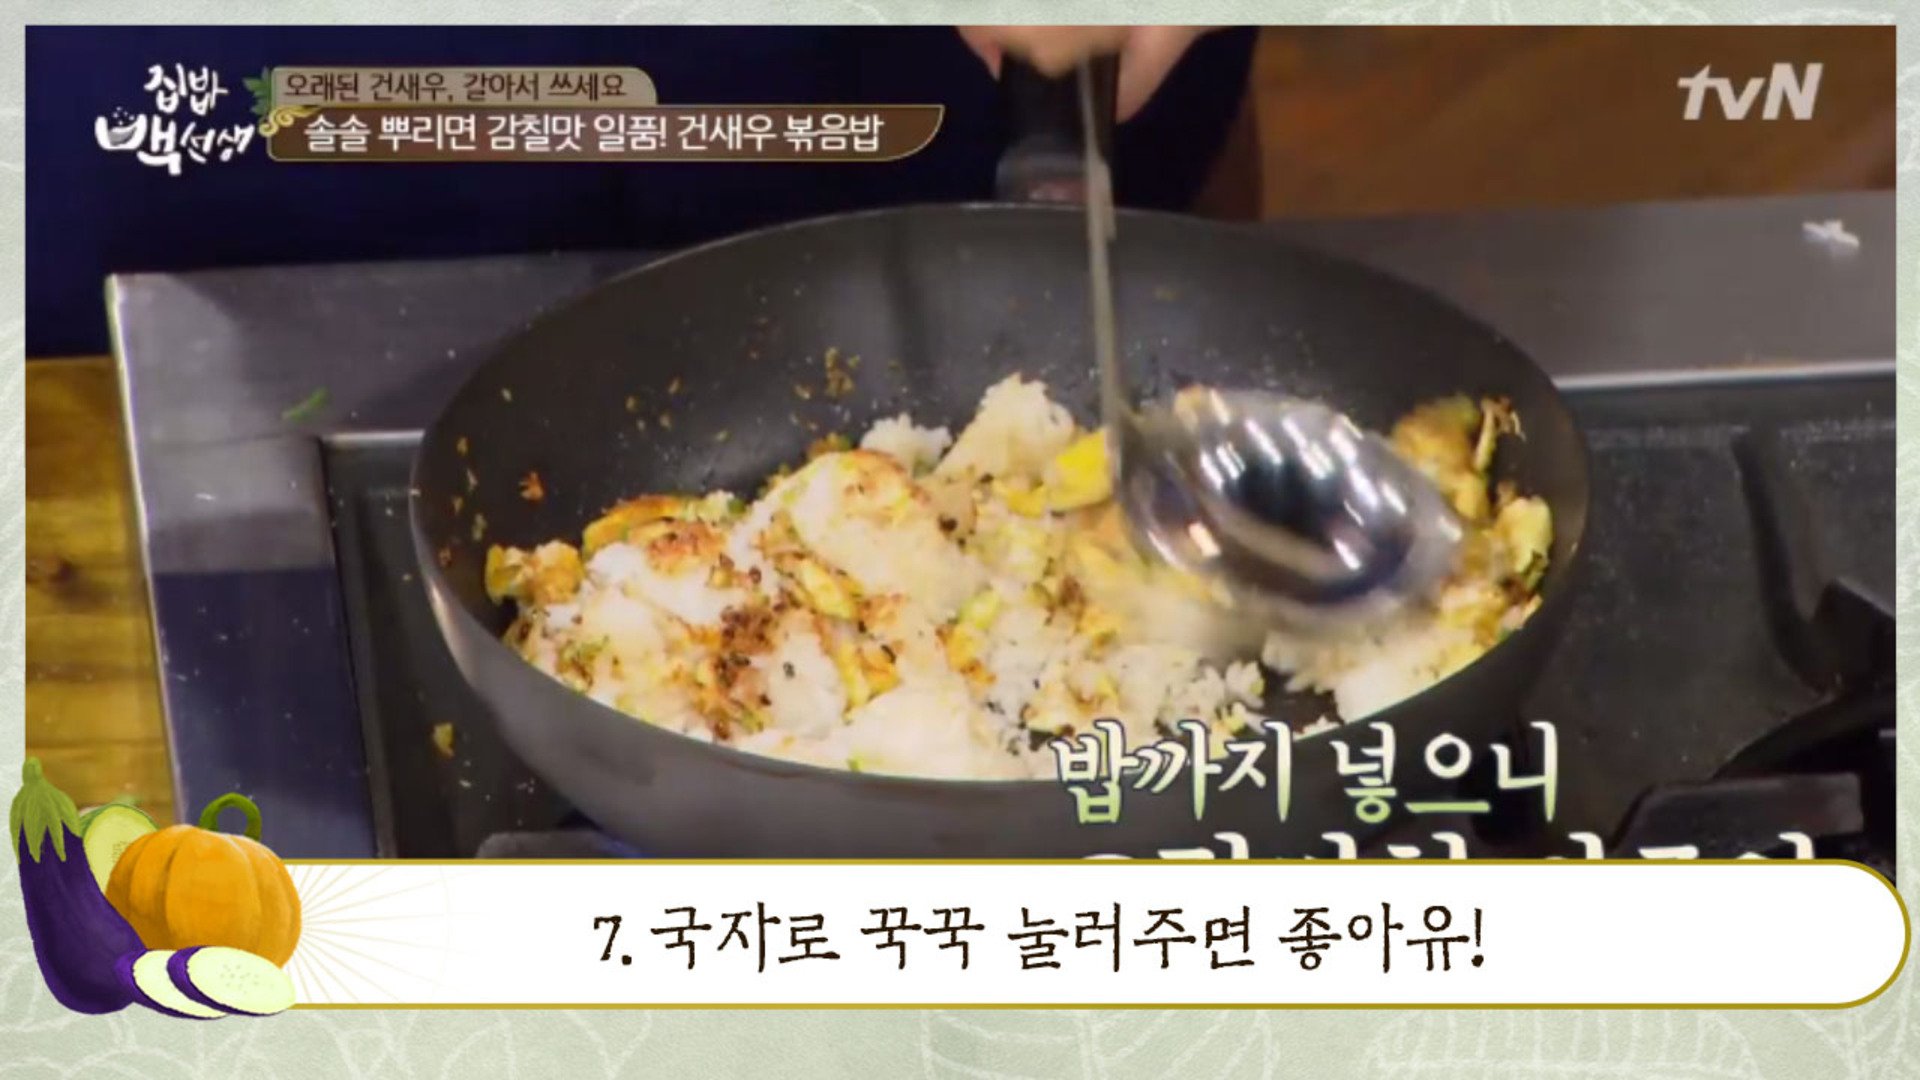 집밥
백선생
오래된 건새우, 갈아서 쓰세요
솔솔 뿌리면 감칠맛 일품! 건새우 볶음밥
tvN
밥까지 넣으니
7. 국자로 꾹꾹 눌러주면 좋아유!